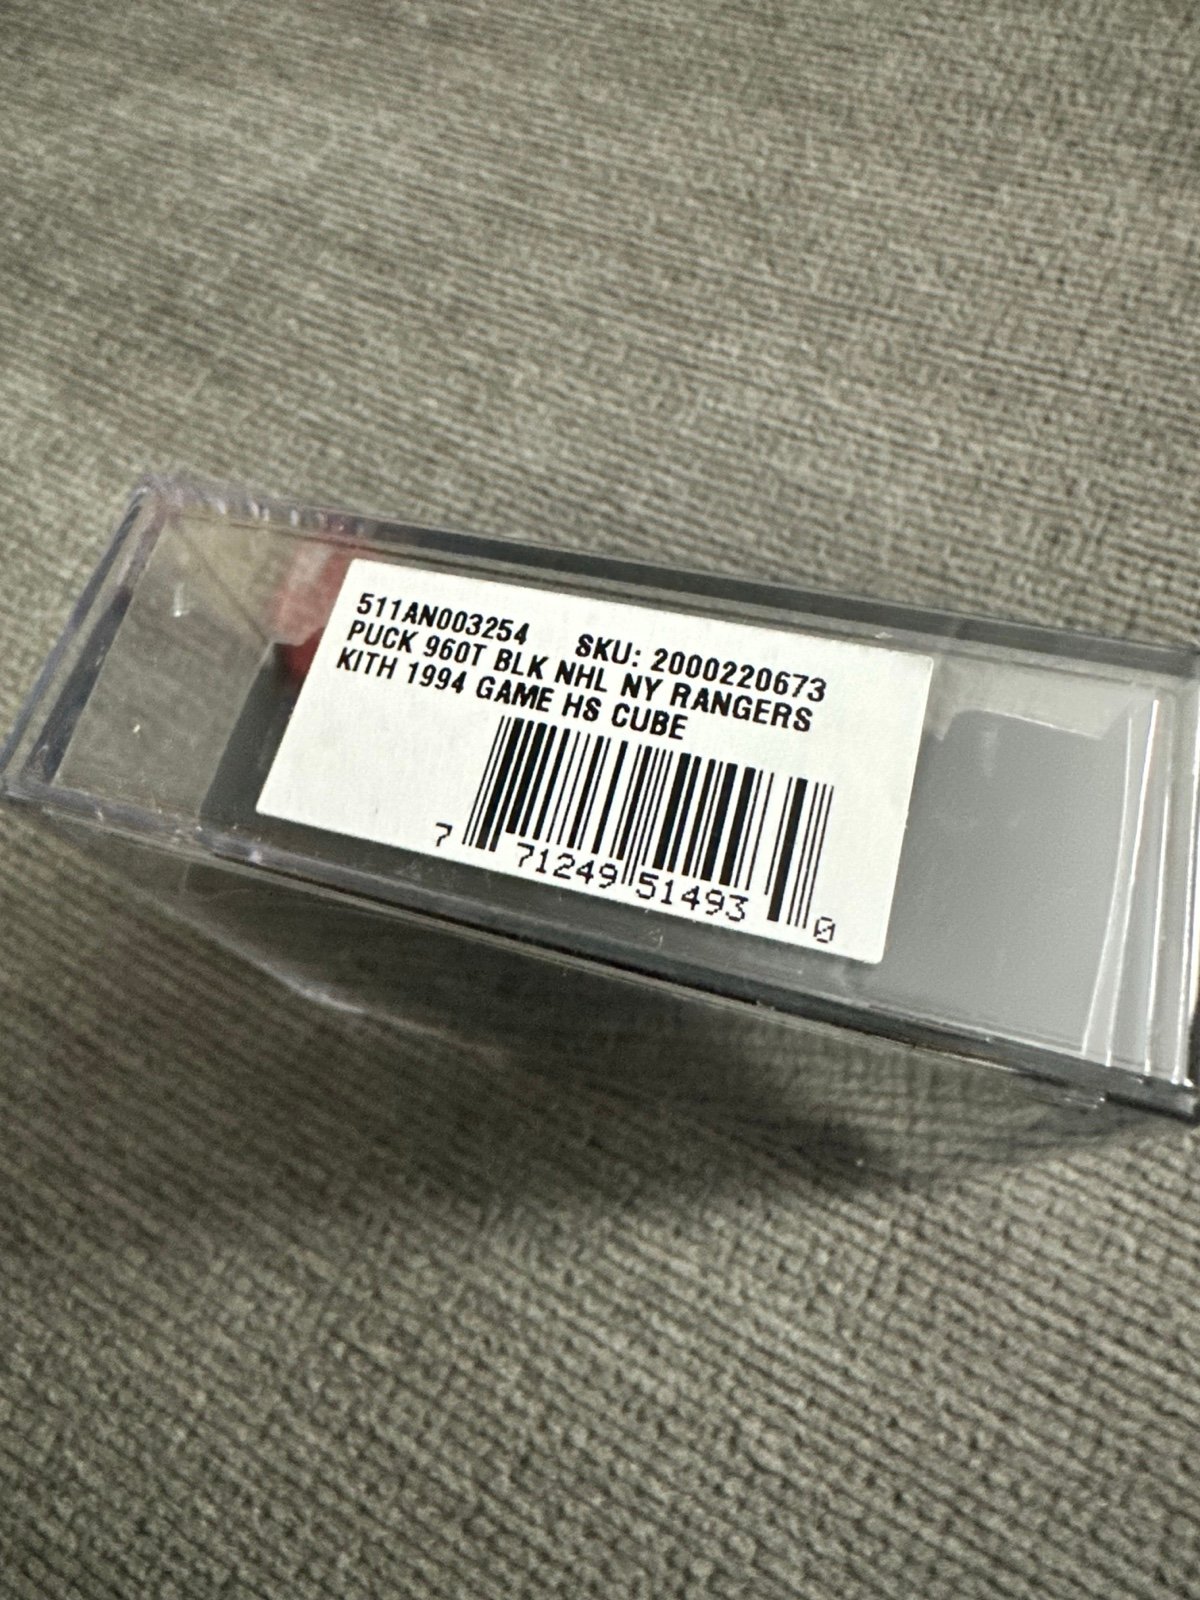 511AN003254 SKU: 2000220673
PUCK 960T BLK NHL NY RANGERS
KITH 1994 GAME HS CUBE
7 71249 51493 0